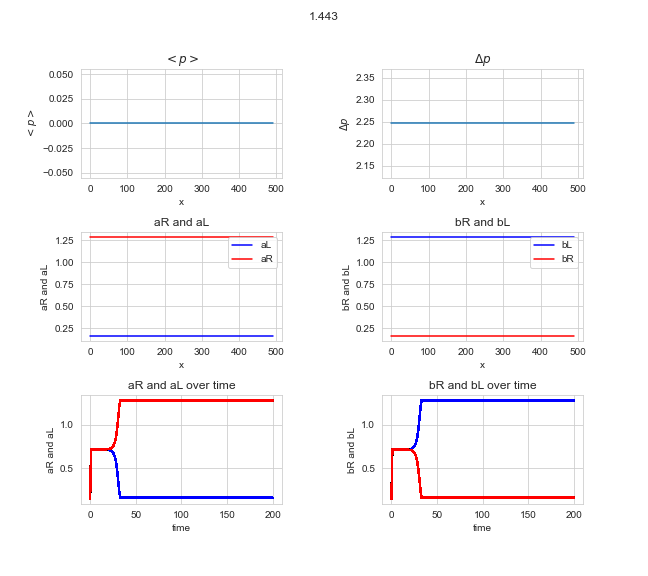 1.443
< p >
Δp
0.050
0.025
0.000
−0.025
−0.050
< p >
0 100 200 300 400 500
x
2.35
2.30
2.25
2.20
2.15
Δp
0 100 200 300 400 500
x
aR and aL
1.25
1.00
0.75
0.50
0.25
aR and aL
aL
aR
0 100 200 300 400 500
x
bR and bL
1.25
1.00
0.75
0.50
0.25
bR and bL
bL
bR
0 100 200 300 400 500
x
aR and aL over time
1.0
0.5
aR and aL
0 50 100 150 200
time
bR and bL over time
1.0
0.5
bR and bL
0 50 100 150 200
time